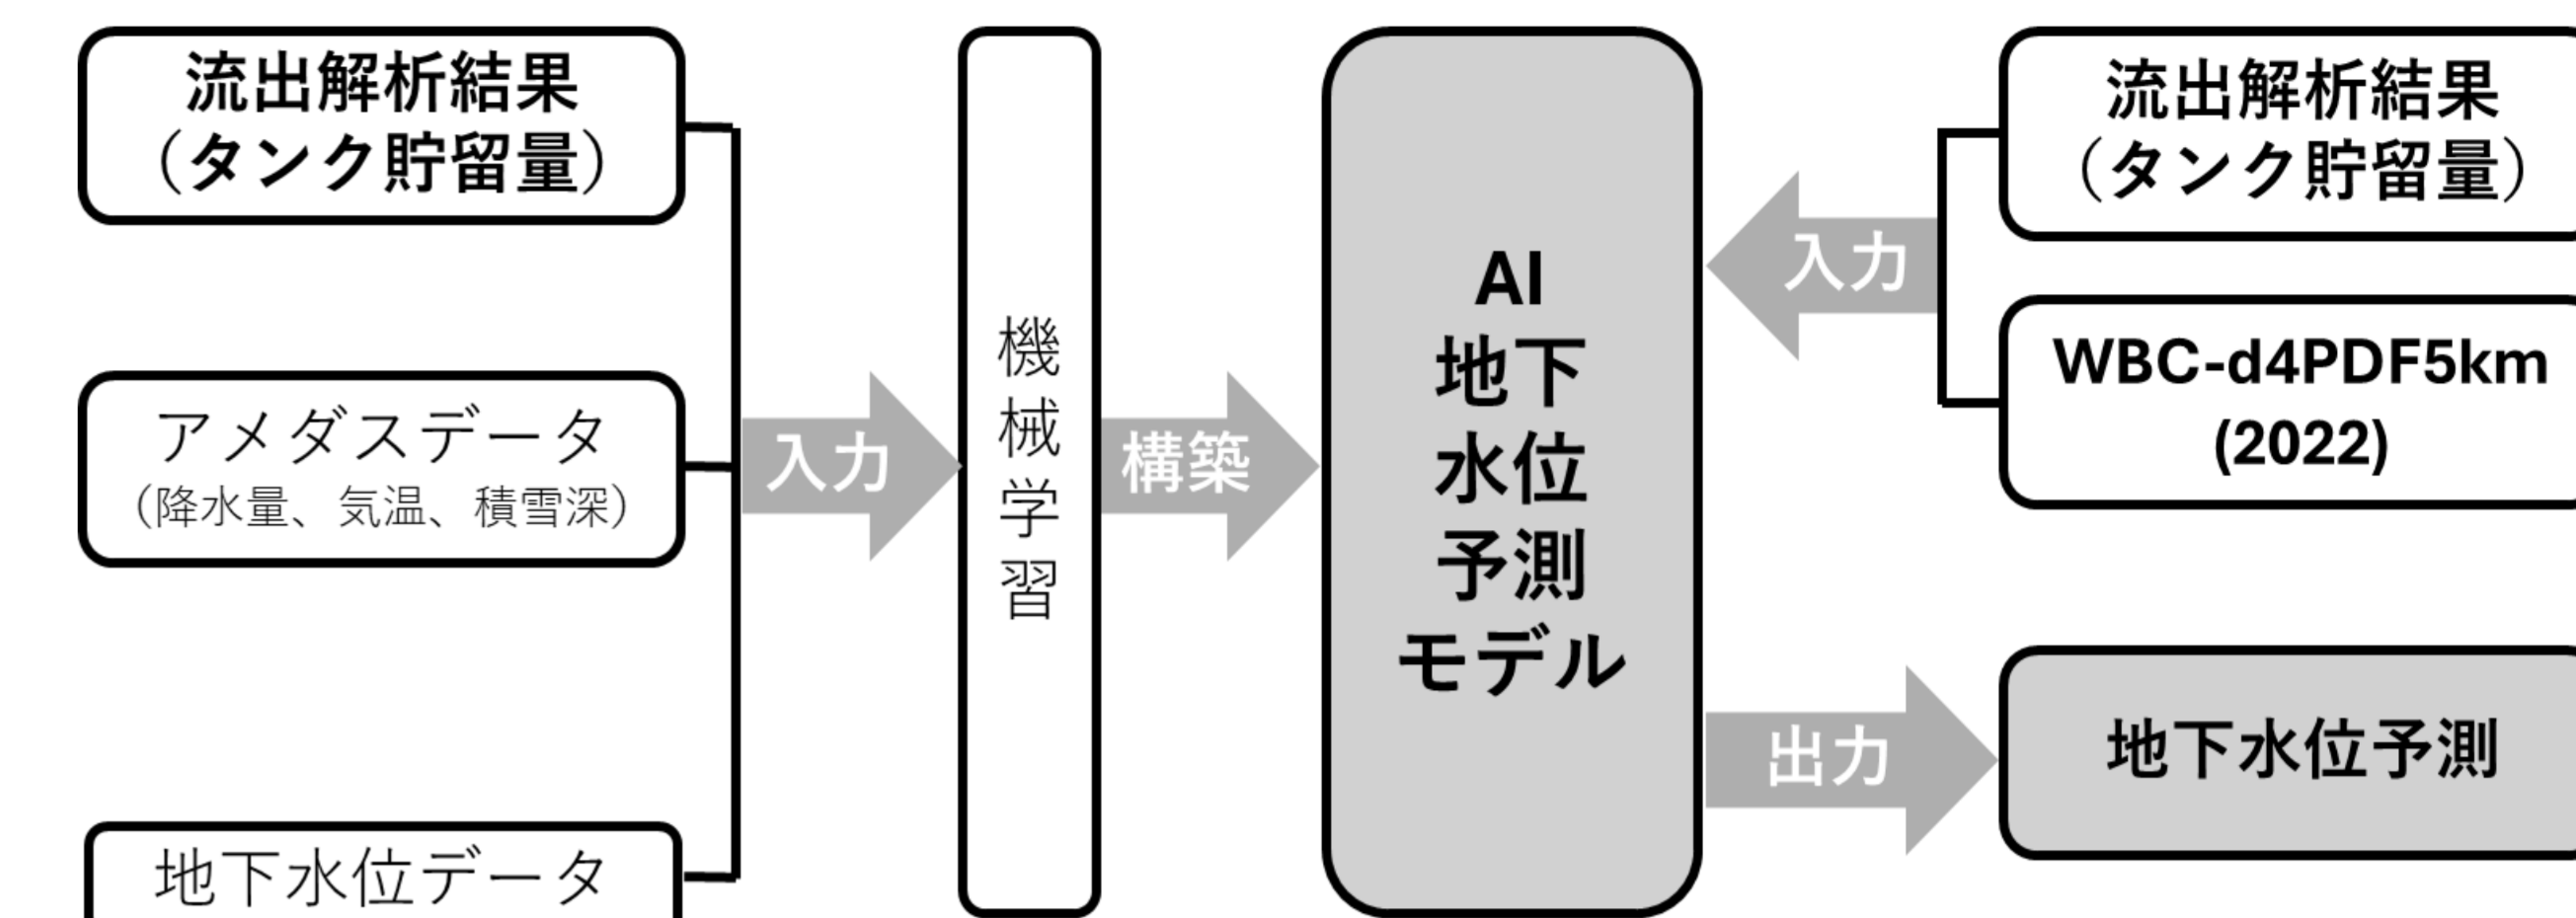 流出解析結果
（タンク貯留量）
アメダスデータ
（降水量、気温、積雪深）
地下水位データ
入力
機
械
学
習
構築
AI
地下
水位
予測
モデル
入力
流出解析結果
（タンク貯留量）
WBC-d4PDF5km
(2022)
出力
地下水位予測